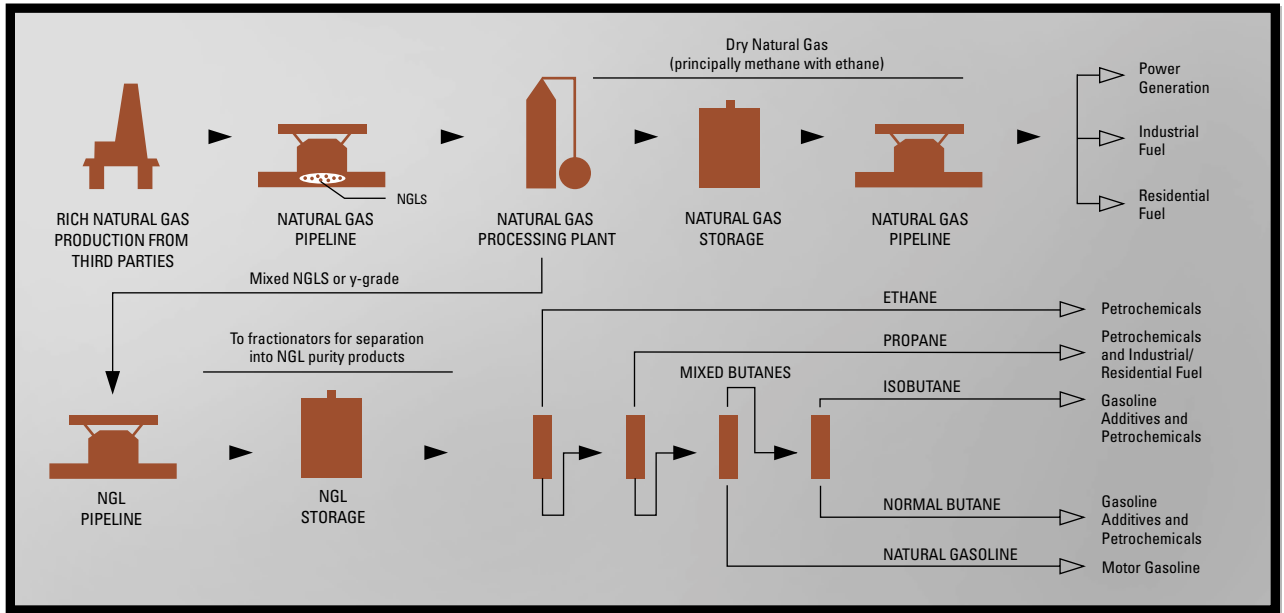 Dry Natural Gas
(principally methane with ethane)
Power
Generation
Industrial
Fuel
Residential
Fuel
NGLS
RICH NATURAL GAS
PRODUCTION FROM
THIRD PARTIES
NATURAL GAS
PIPELINE
NATURAL GAS
PROCESSING PLANT
NATURAL GAS
STORAGE
NATURAL GAS
PIPELINE
Mixed NGLS or y-grade
To fractionators for separation
into NGL purity products
ETHANE
Petrochemicals
PROPANE
Petrochemicals
and Industrial/
Residential Fuel
MIXED BUTANES
ISOBUTANE
Gasoline
Additives and
Petrochemicals
NGL
PIPELINE
NGL
STORAGE
NORMAL BUTANE
Gasoline
Additives and
Petrochemicals
NATURAL GASOLINE
Motor Gasoline